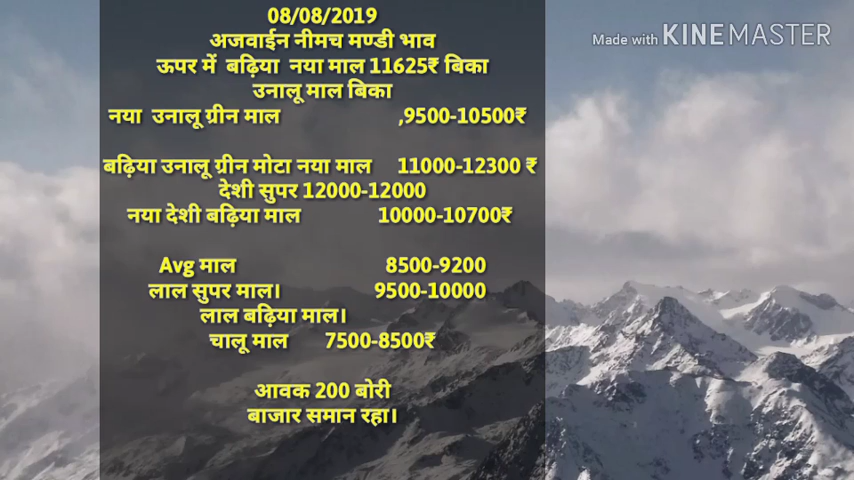 08/08/2019
अजवाईन नीमच मण्डी भाव
ऊपर में बढ़िया नया माल 11625₹ बिका
उनालू माल बिका
नया उनालू ग्रीन माल ,9500-10500₹
बढ़िया उनालू ग्रीन मोटा नया माल 11000-12300 ₹
देशी सुपर 12000-12000
नया देशी बढ़िया माल 10000-10700₹
Avg माल 8500-9200
लाल सुपर माल। 9500-10000
लाल बढ़िया माल।
चालू माल 7500-8500₹
आवक 200 बोरी
बाजार समान रहा।
Made with KINEMASTER